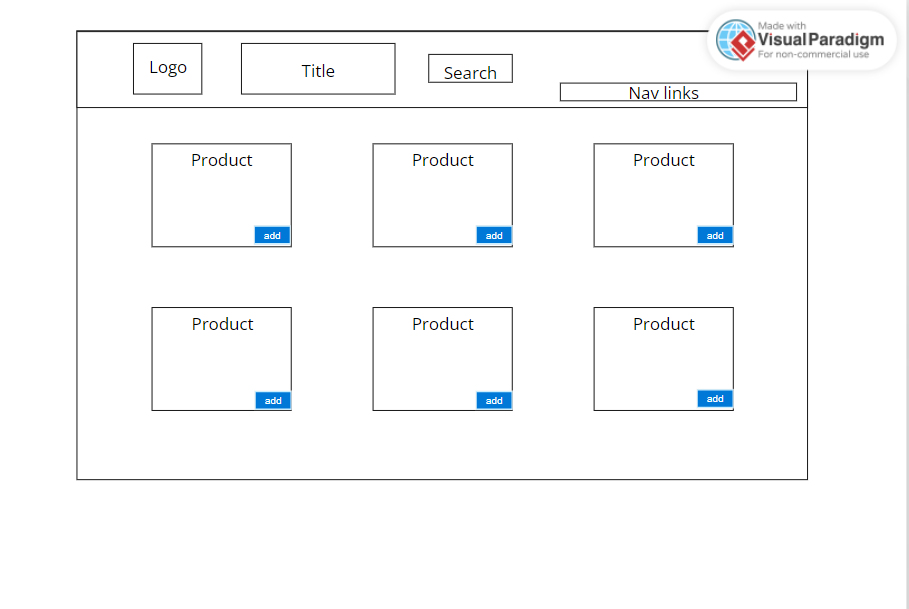 Made with
Visual Paradigm
For non-commercial use
Logo
Title
Search
Nav links
Product
Product
Product
add
add
add
Product
Product
Product
add
add
add